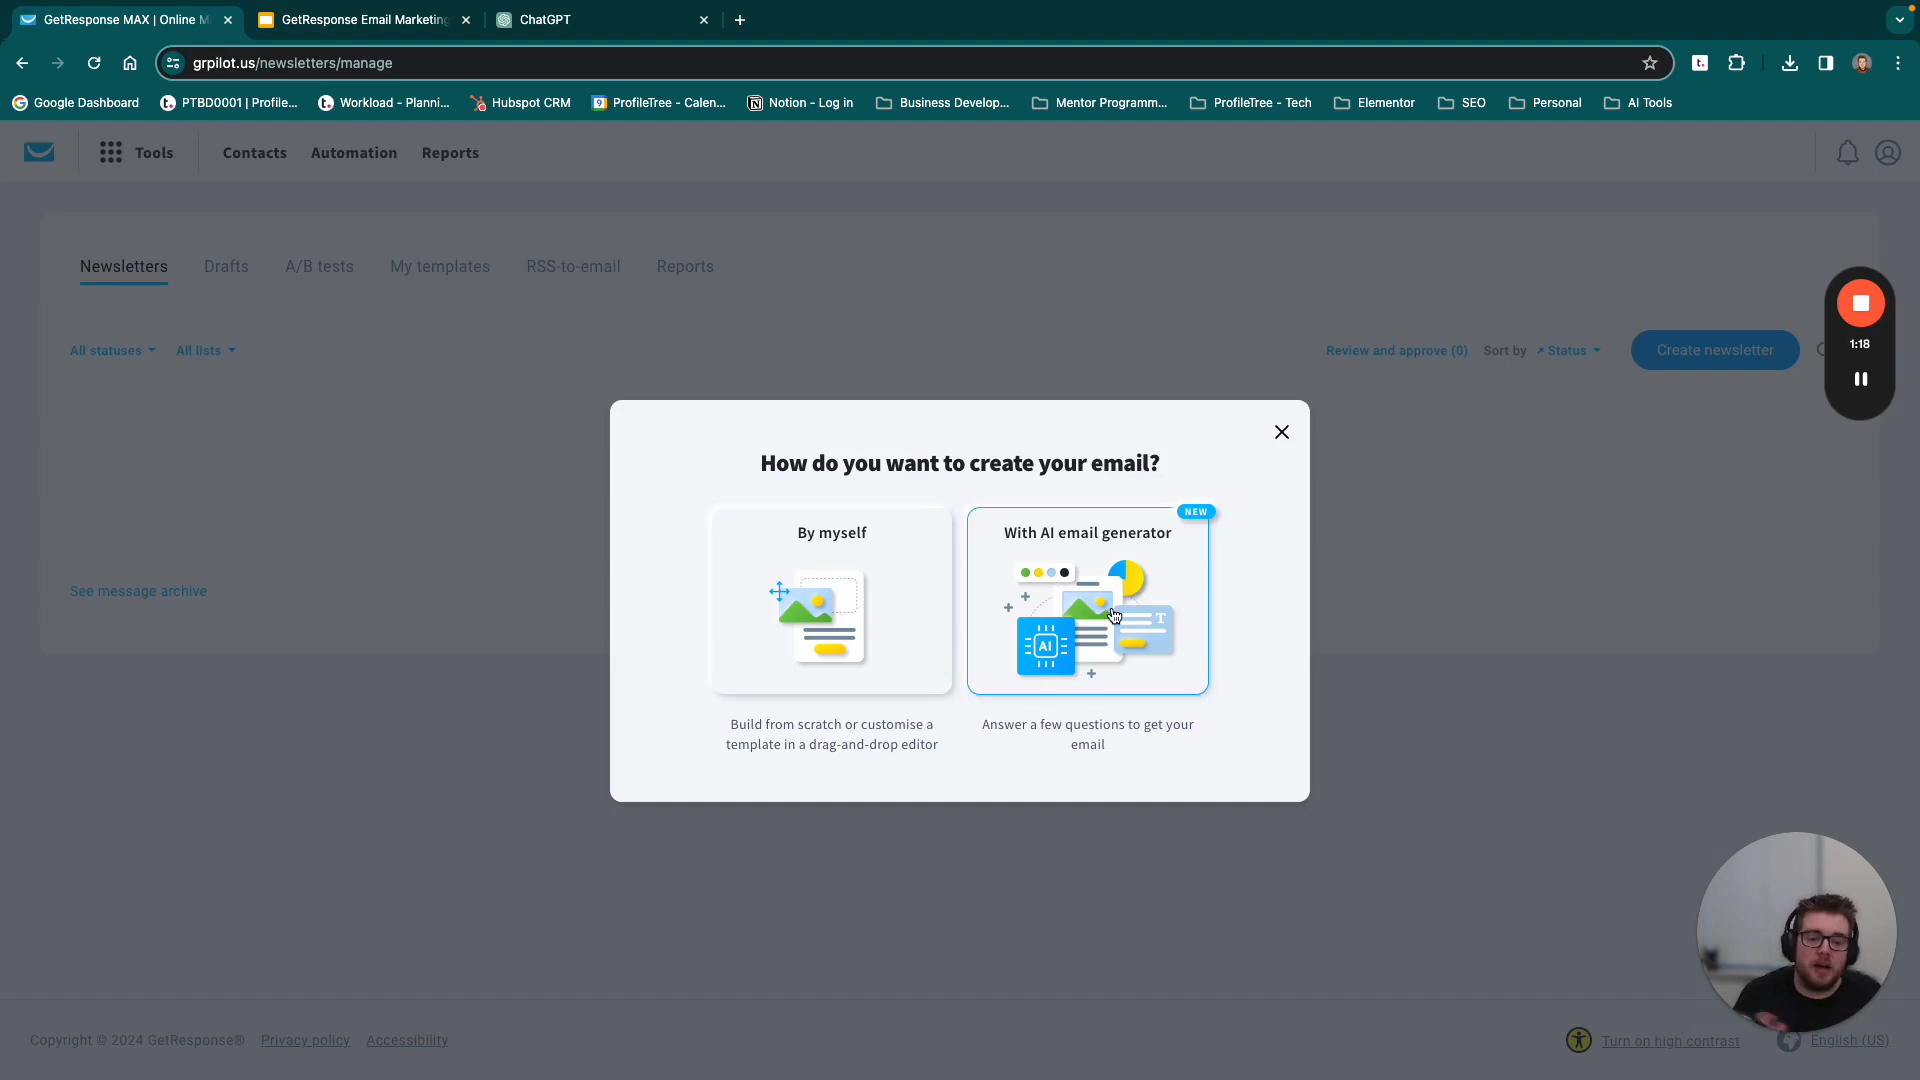 GetResponse MAX | Online M
GetResponse Email Marketing
ChatGPT
grpilot.us/newsletters/manage
Google Dashboard
PTBD0001 | Profile...
Workload - Planni...
Hubspot CRM
ProfileTree - Calen...
Notion - Log in
Business Develop...
Mentor Programm...
ProfileTree - Tech
Elementor
SEO
Personal
AI Tools
Tools
Contacts
Automation
Reports
Newsletters
Drafts
A/B tests
My templates
RSS-to-email
Reports
All statuses
All lists
Review and approve (0)
Sort by
Status
Create newsletter
1:18
How do you want to create your email?
NEW
By myself
With AI email generator
T
AI
Build from scratch or customise a
template in a drag-and-drop editor
Answer a few questions to get your
email
See message archive
Copyright © 2024 GetResponse®
Privacy policy
Accessibility
Turn on high contrast
English (US)